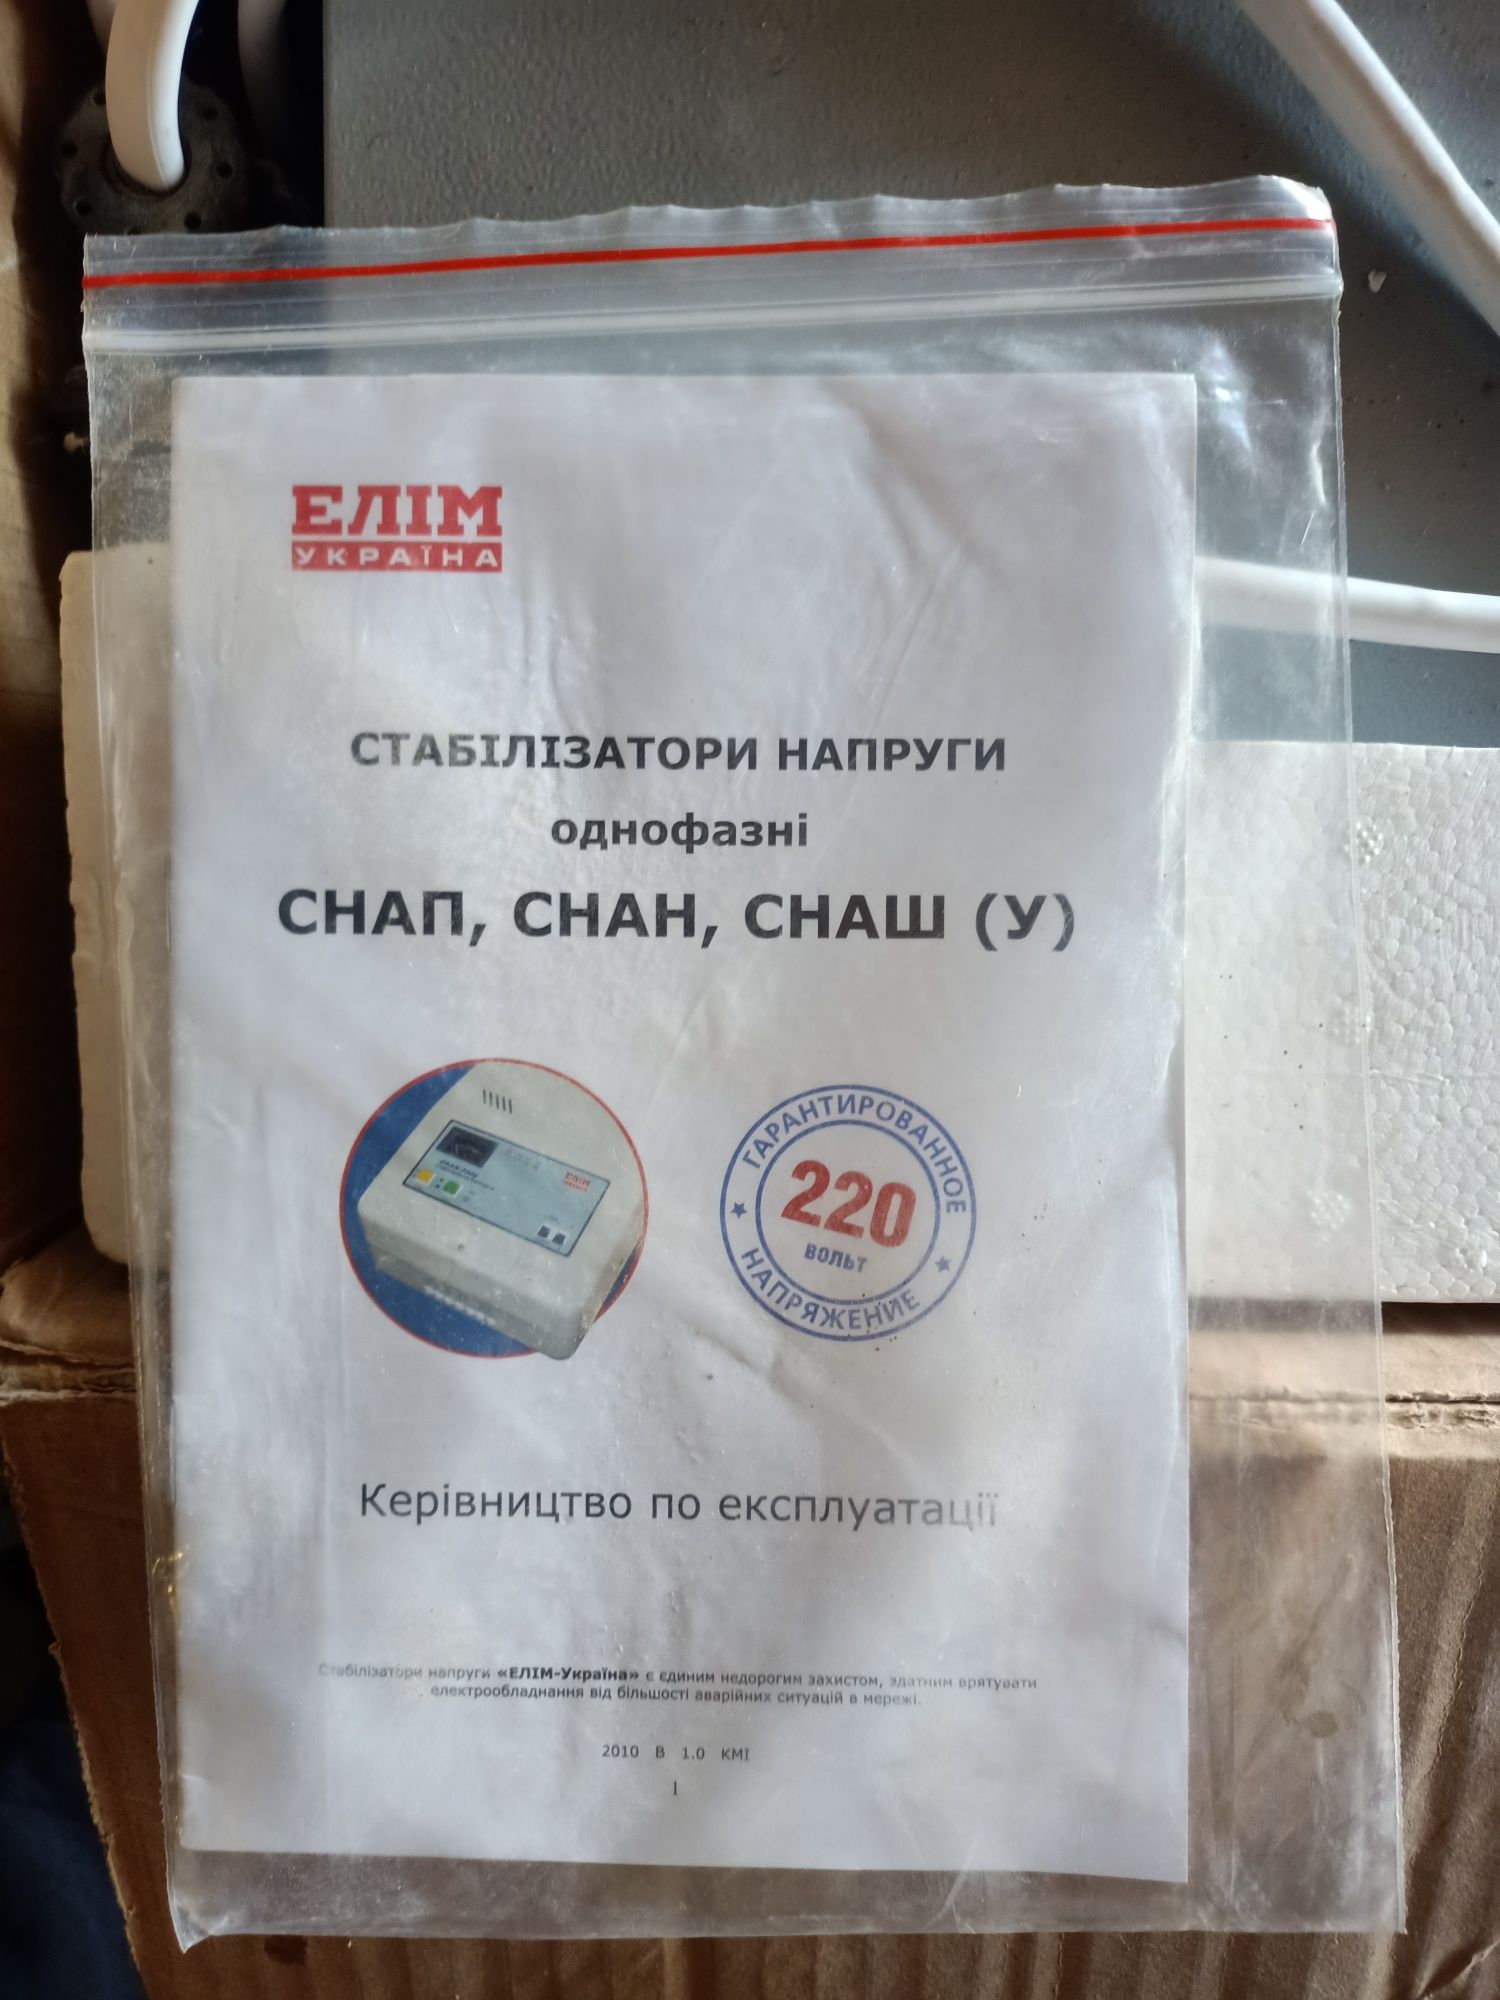 ЕЛІМ
УКРАЇНА
СТАБІЛІЗАТОРИ НАПРУГИ
однофазні
СНАП, СНАН, СНАШ (У)
ЕЛІМ
ГАРАНТИРОВАННОЕ
220
ВОЛЬТ
НАПРЯЖЕНИЕ
Керівництво по експлуатації
Стабілізатори напруги «ЕЛІМ-Україна» є єдиним недорогим захистом, здатним врятувати
електрообладнання від більшості аварійних ситуацій в мережі.
2010 В 1.0 КМІ
1